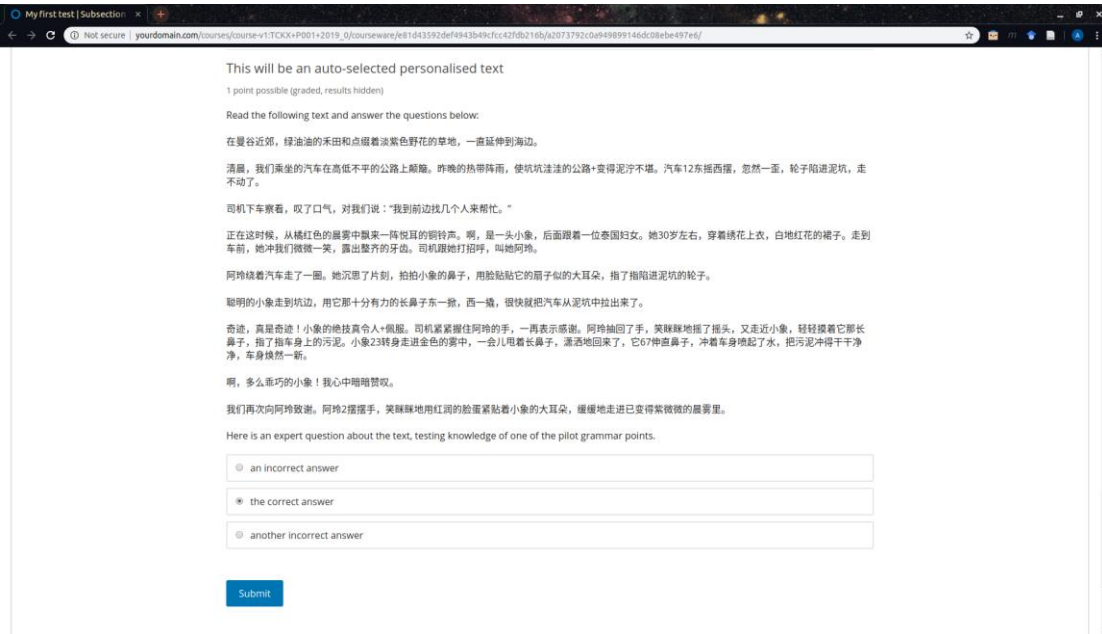 My first test | Subsection
Not secure | yourdomain.com/courses/course-v1:TCKX+P001+2019_0/courseware/e81d43592def4943b49cfcc42fdb216b/a2073792c0a949899146dc08ebe497e6/
This will be an auto-selected personalised text
1 point possible (graded, results hidden)
Read the following text and answer the questions below:
在曼谷近郊，绿油油的禾田和点缀着淡紫色野花的草地，一直延伸到海边。
清晨，我们乘坐的汽车在高低不平的公路上颠簸。昨晚的热带阵雨，使坑坑洼洼的公路+变得泥泞不堪。汽车12东摇西摆，忽然一歪，轮子陷进泥坑，走
不动了。
司机下车察看，叹了口气，对我们说："我到前边找几个人来帮忙。"
正在这时候，从橘红色的晨雾中飘来一阵悦耳的铜铃声。啊，是一头小象，后面跟着一位泰国妇女。她30岁左右，穿着绣花上衣，白地红花的裙子。走到
车前，她冲我们微微一笑，露出整齐的牙齿。司机跟她打招呼，叫她阿玲。
阿玲绕着汽车走了一圈。她沉思了片刻，拍拍小象的鼻子，用脸贴贴它的扇子似的大耳朵，指了指陷进泥坑的轮子。
聪明的小象走到坑边，用它那十分有力的长鼻子东一掀，西一撬，很快就把汽车从泥坑中拉出来了。
奇迹，真是奇迹！小象的绝技真令人+佩服。司机紧紧握住阿玲的手，一再表示感谢。阿玲抽回了手，笑眯眯地摇了摇头，又走近小象，轻轻摸着它那长
鼻子，指了指车身上的污泥。小象23转身走进金色的雾中，一会儿甩着长鼻子，潇洒地回来了，它67伸直鼻子，冲着车身喷起了水，把污泥冲得干干净
净，车身焕然一新。
啊，多么乖巧的小象！我心中暗暗赞叹。
我们再次向阿玲致谢。阿玲2摆摆手，笑眯眯地用红润的脸蛋紧贴着小象的大耳朵，缓缓地走进已变得紫微微的晨雾里。
Here is an expert question about the text, testing knowledge of one of the pilot grammar points.
an incorrect answer
the correct answer
another incorrect answer
Submit